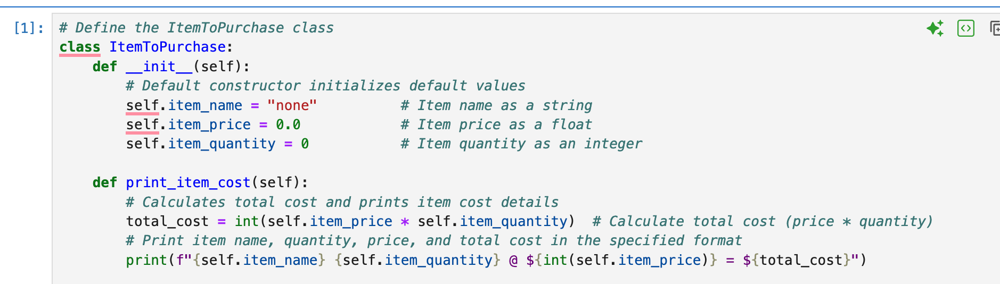 [1]:
# Define the ItemToPurchase class
class ItemToPurchase:
    def __init__(self):
        # Default constructor initializes default values
        self.item_name = "none"          # Item name as a string
        self.item_price = 0.0            # Item price as a float
        self.item_quantity = 0           # Item quantity as an integer

    def print_item_cost(self):
        # Calculates total cost and prints item cost details
        total_cost = int(self.item_price * self.item_quantity)  # Calculate total cost (price * quantity)
        # Print item name, quantity, price, and total cost in the specified format
        print(f"{self.item_name} {self.item_quantity} @ ${int(self.item_price)} = ${total_cost}")